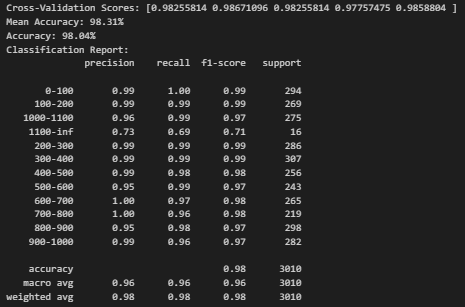 Cross-Validation Scores: [0.98255814 0.98671096 0.98255814 0.97757475 0.9858804 ]
Mean Accuracy: 98.31%
Accuracy: 98.04%
Classification Report:
precision recall f1-score support
0-100 0.99 1.00 0.99 294
100-200 0.99 0.99 0.99 269
1000-1100 0.96 0.99 0.97 275
1100-inf 0.73 0.69 0.71 16
200-300 0.99 0.99 0.99 286
300-400 0.99 0.99 0.99 307
400-500 0.99 0.98 0.98 256
500-600 0.95 0.99 0.97 243
600-700 1.00 0.97 0.98 265
700-800 1.00 0.96 0.98 219
800-900 0.95 0.98 0.97 298
900-1000 0.99 0.96 0.97 282
accuracy 0.98 3010
macro avg 0.96 0.96 0.96 3010
weighted avg 0.98 0.98 0.98 3010